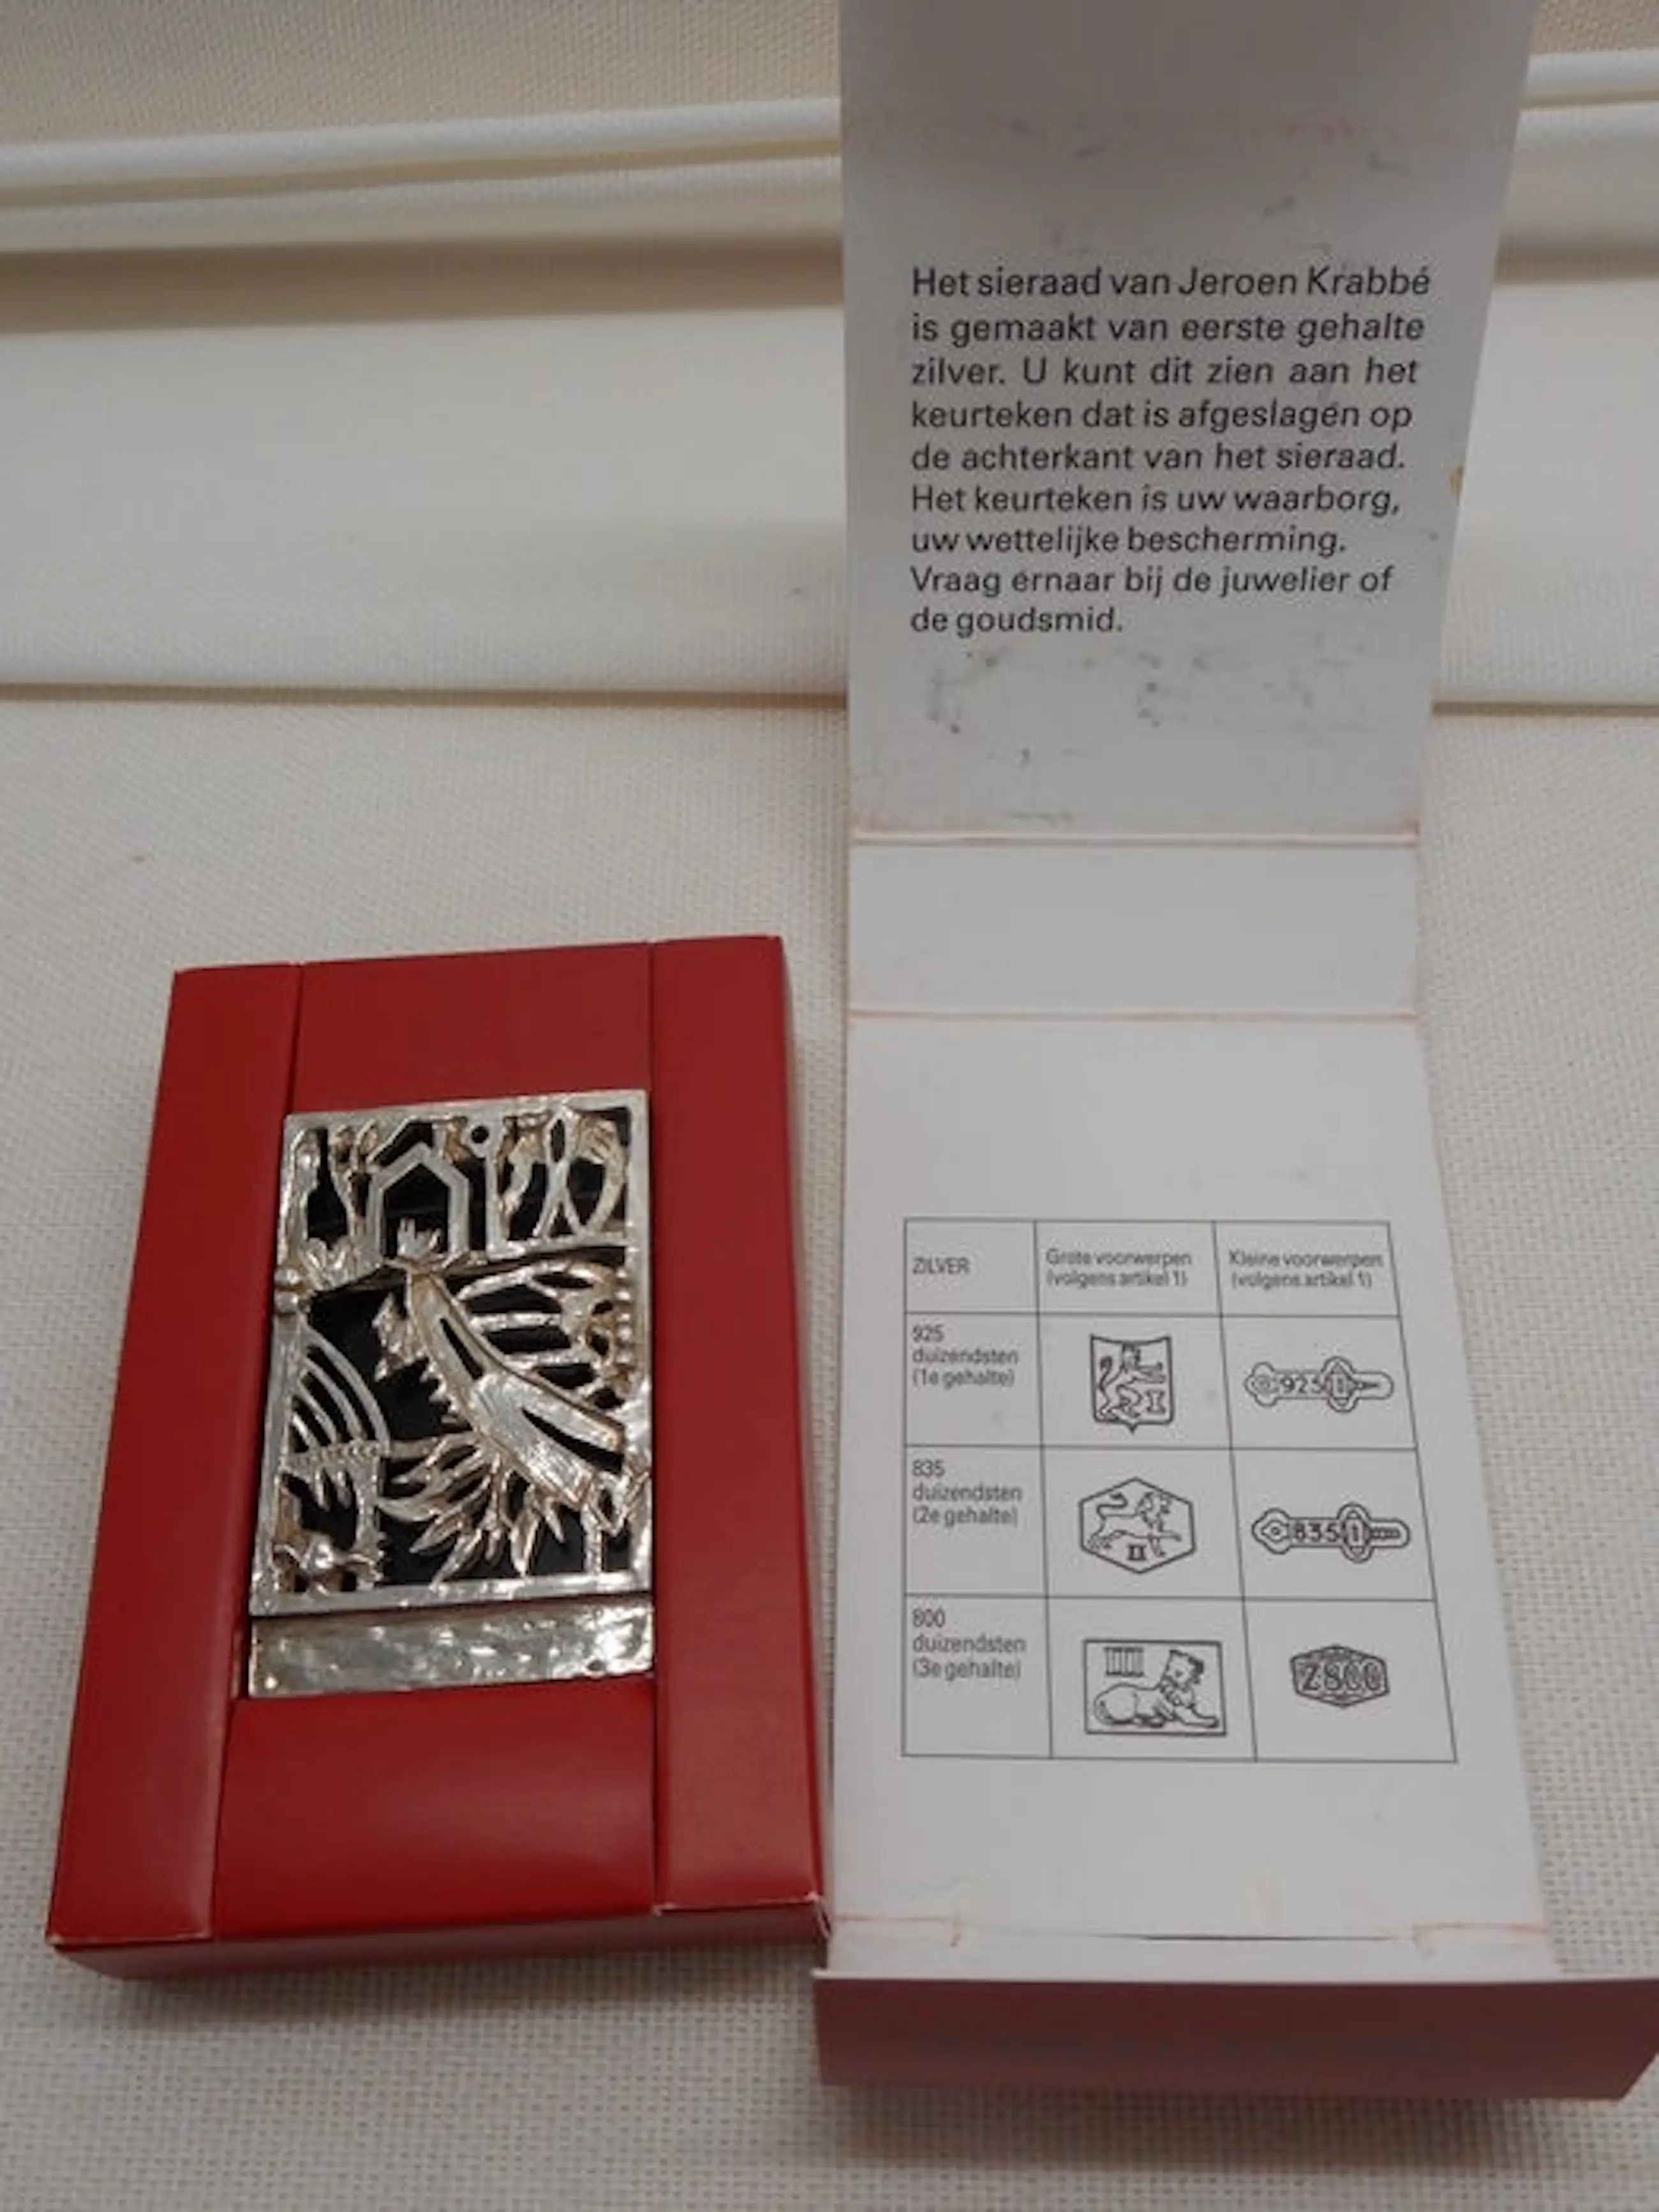 Het sieraad van Jeroen Krabbé
is gemaakt van eerste gehalte
zilver. U kunt dit zien aan het
keurteken dat is afgeslagen op
de achterkant van het sieraad.
Het keurteken is uw waarborg,
uw wettelijke bescherming.
Vraag ernaar bij de juwelier of
de goudsmid.
ZILVER
Grote voorwerpen
(volgens artikel 1)
Kleine voorwerpen
(volgens artikel 1)
925
duizendsten
(1e gehalte)
I
925
835
duizendsten
(2e gehalte)
II
835
800
duizendsten
(3e gehalte)
III
Z800